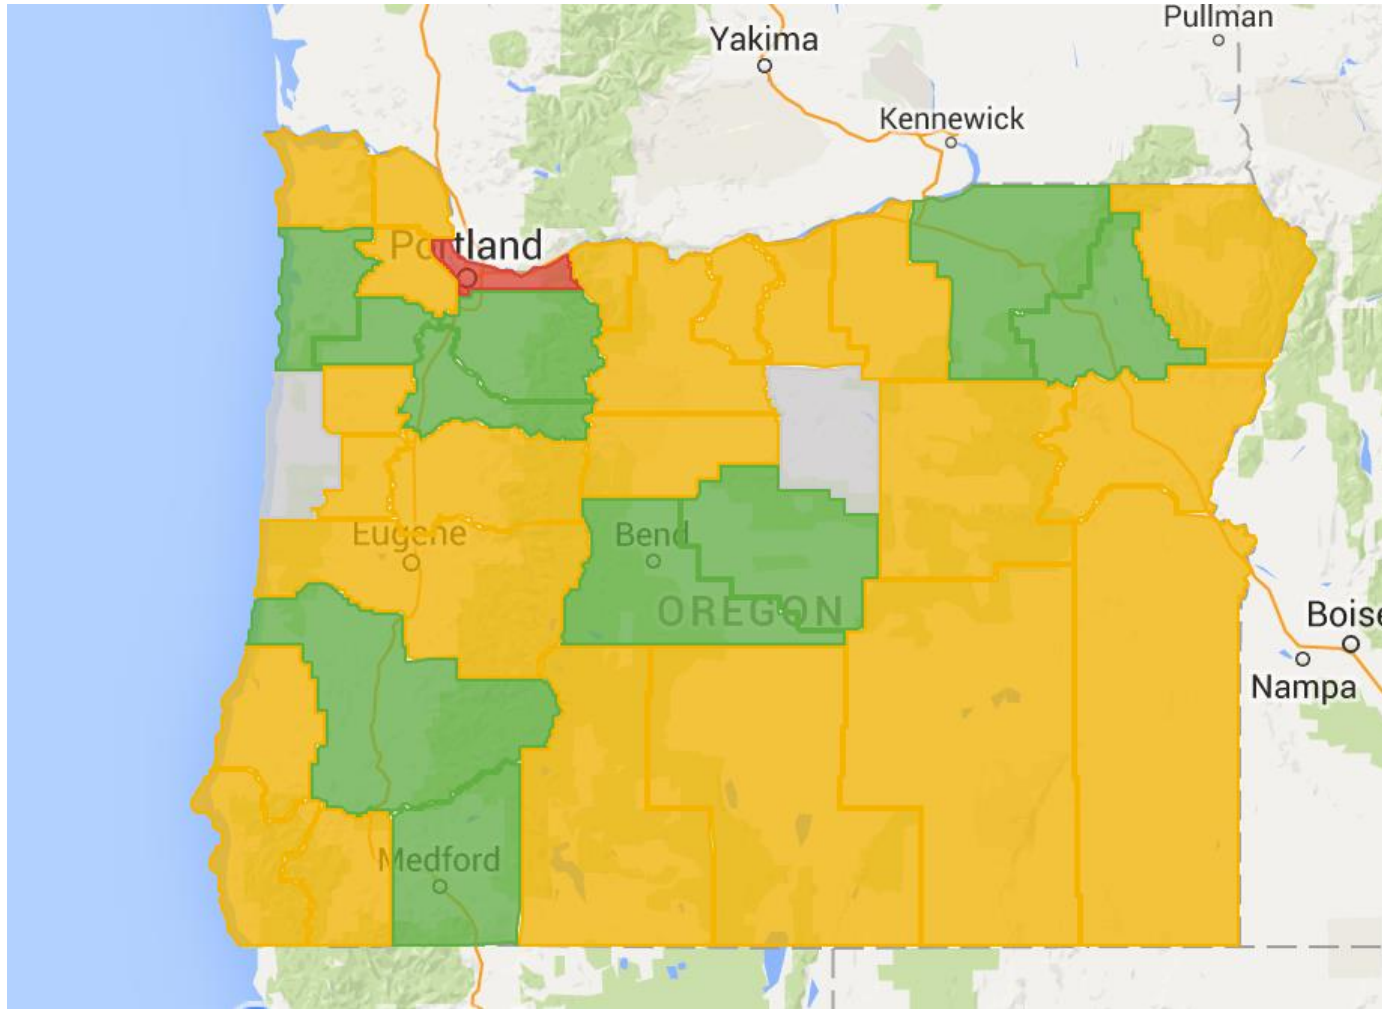 Pullman
Yakima
Kennewick
Portland
Eugene
Bend
OREGON
Boise
Nampa
Medford